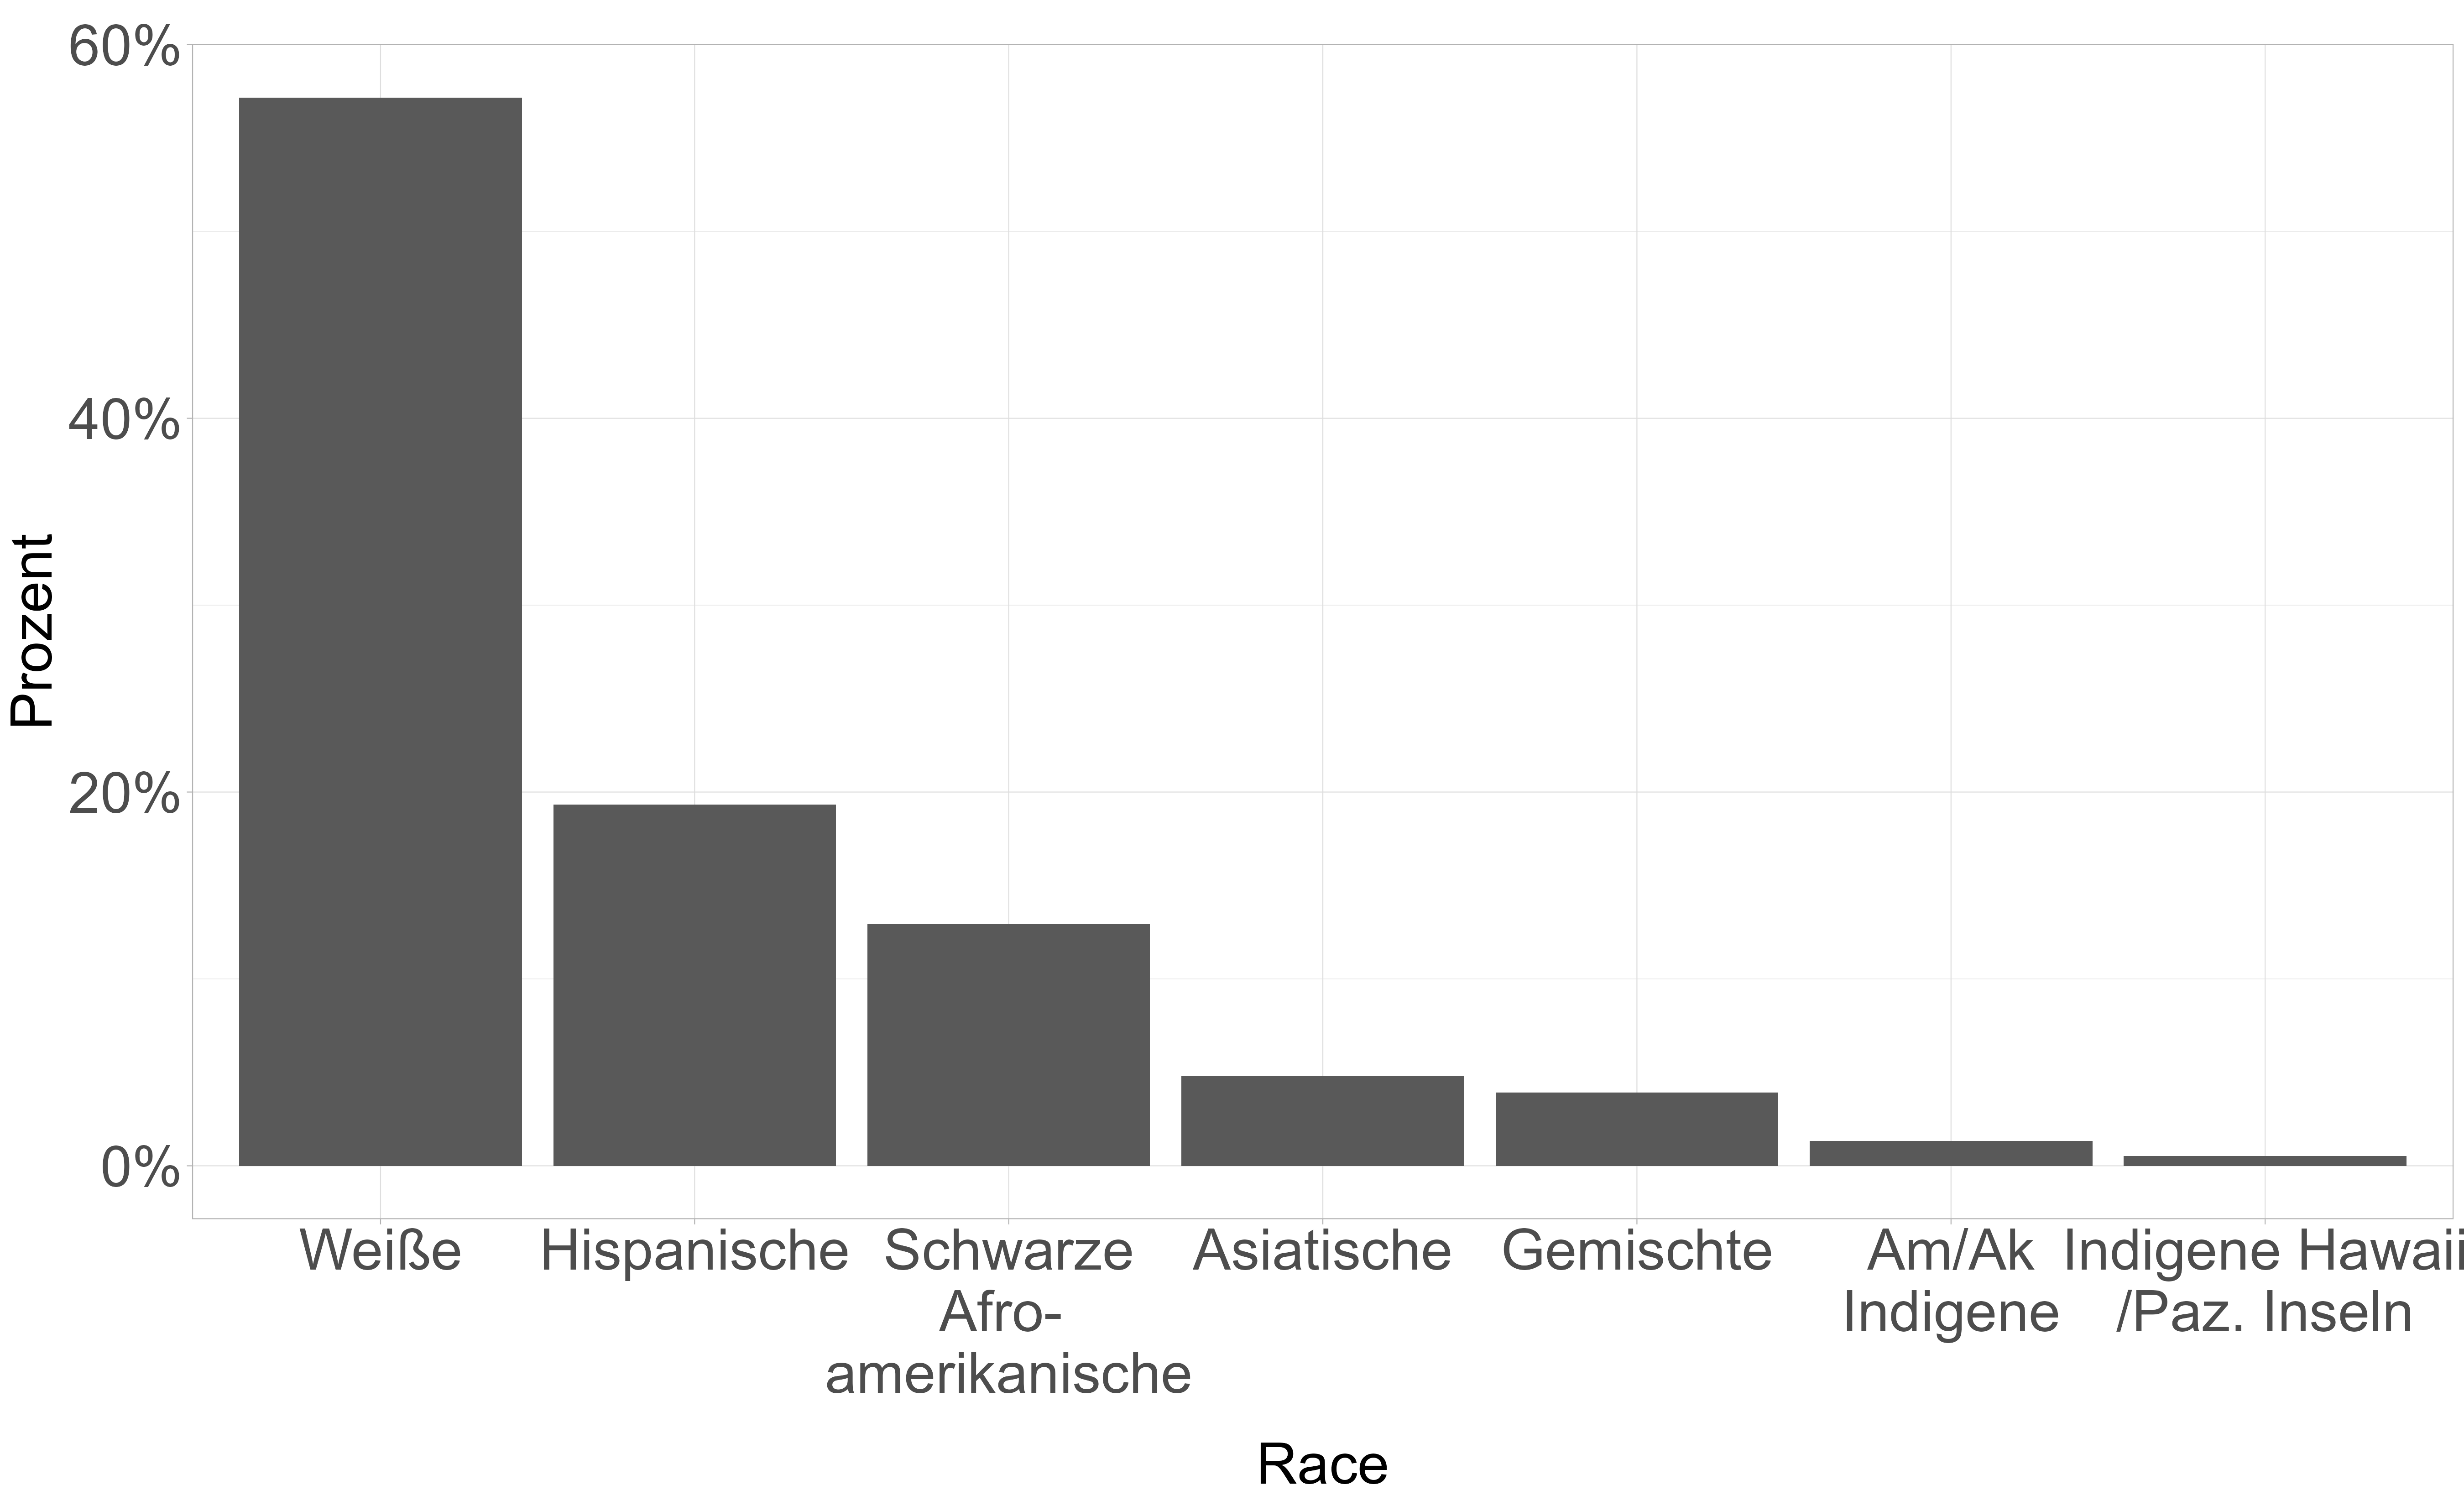 60%
40%
20%
0%
Prozent
Weiße
Hispanische
Schwarze
Afro-
amerikanische
Asiatische
Gemischte
Am/Ak
Indigene
Indigene Hawaii
/Paz. Inseln
Race